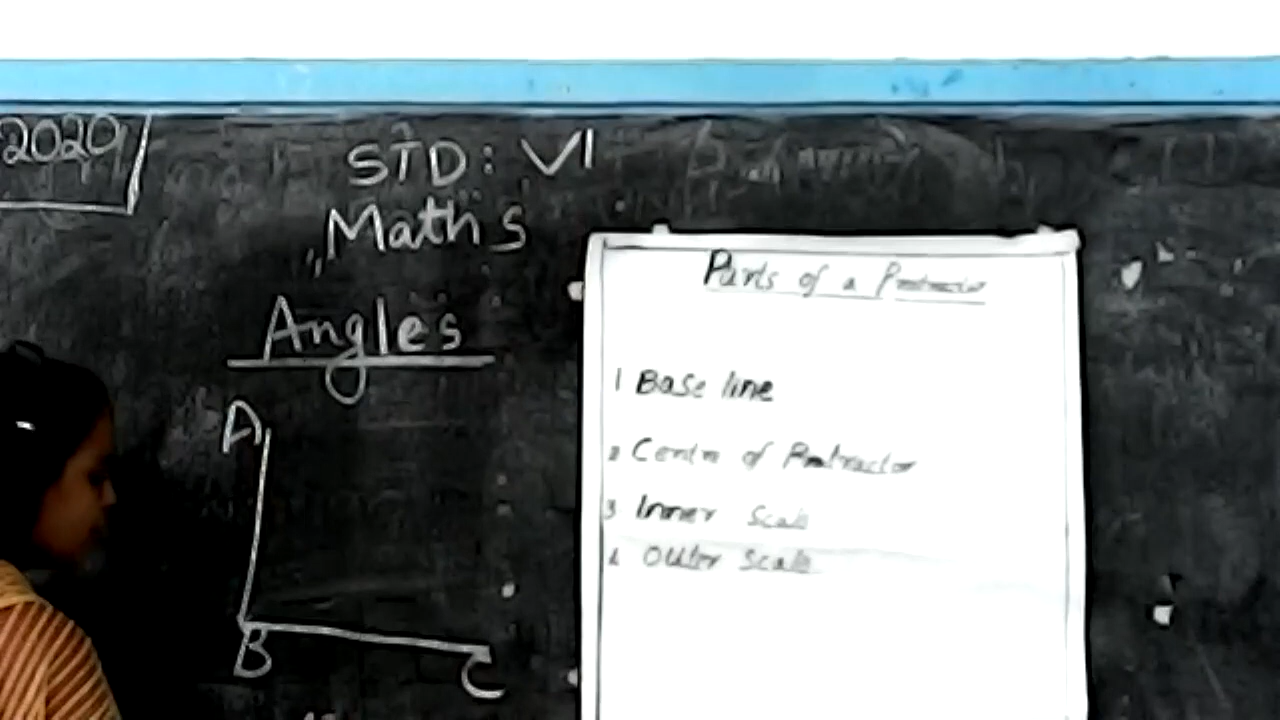 2020
STD: VI
Maths
Angles
A
B
C
Parts of a Protractor
1 Base line
2 Centre of Protractor
3 Inner Scale
4 Outer Scale